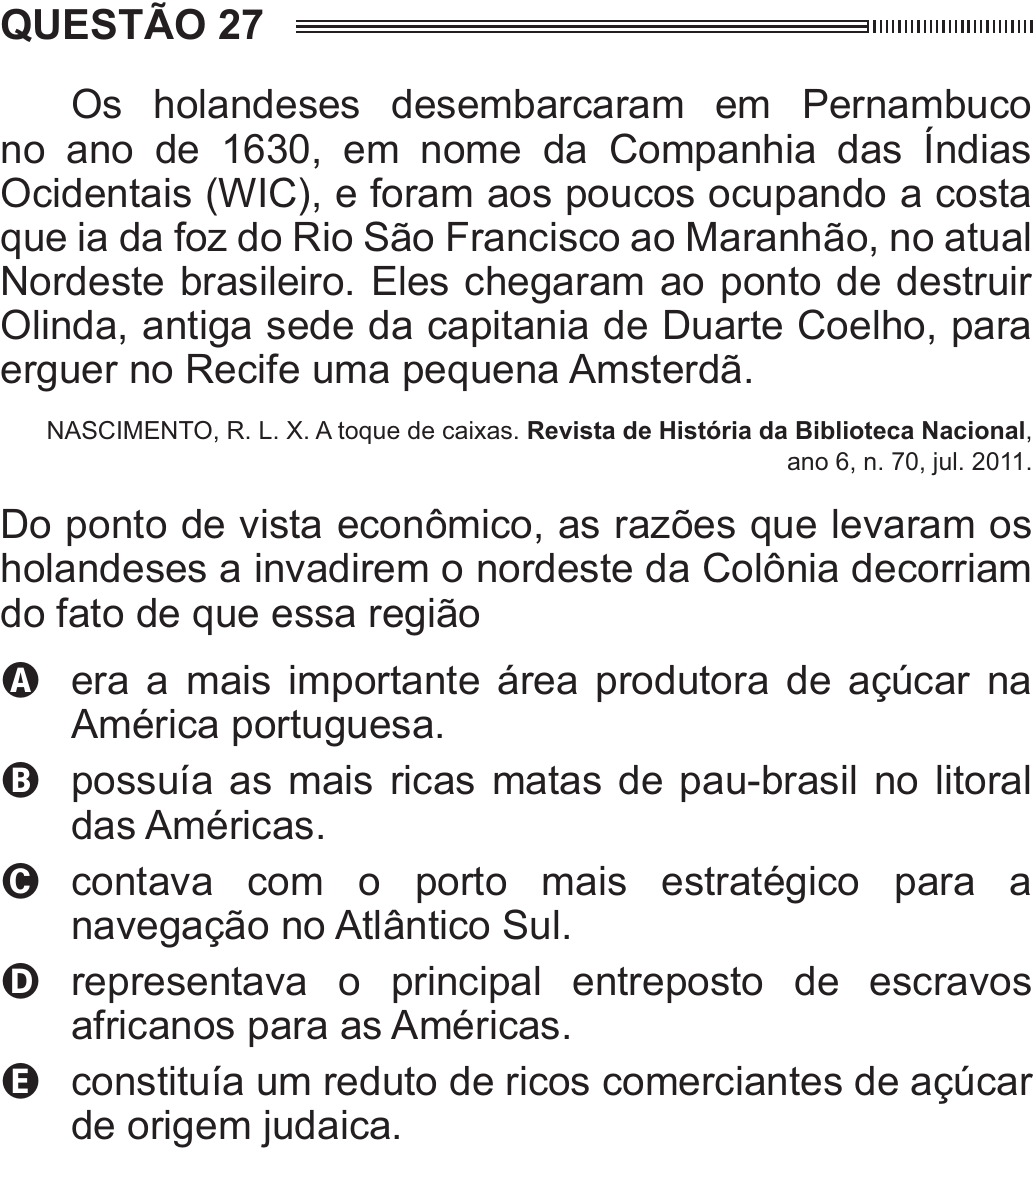 QUESTÃO 27
Os holandeses desembarcaram em Pernambuco
no ano de 1630, em nome da Companhia das Índias
Ocidentais (WIC), e foram aos poucos ocupando a costa
que ia da foz do Rio São Francisco ao Maranhão, no atual
Nordeste brasileiro. Eles chegaram ao ponto de destruir
Olinda, antiga sede da capitania de Duarte Coelho, para
erguer no Recife uma pequena Amsterdã.
NASCIMENTO, R. L. X. A toque de caixas. Revista de História da Biblioteca Nacional,
ano 6, n. 70, jul. 2011.
Do ponto de vista econômico, as razões que levaram os
holandeses a invadirem o nordeste da Colônia decorriam
do fato de que essa região
A era a mais importante área produtora de açúcar na
América portuguesa.
B possuía as mais ricas matas de pau-brasil no litoral
das Américas.
C contava com o porto mais estratégico para a
navegação no Atlântico Sul.
D representava o principal entreposto de escravos
africanos para as Américas.
E constituía um reduto de ricos comerciantes de açúcar
de origem judaica.